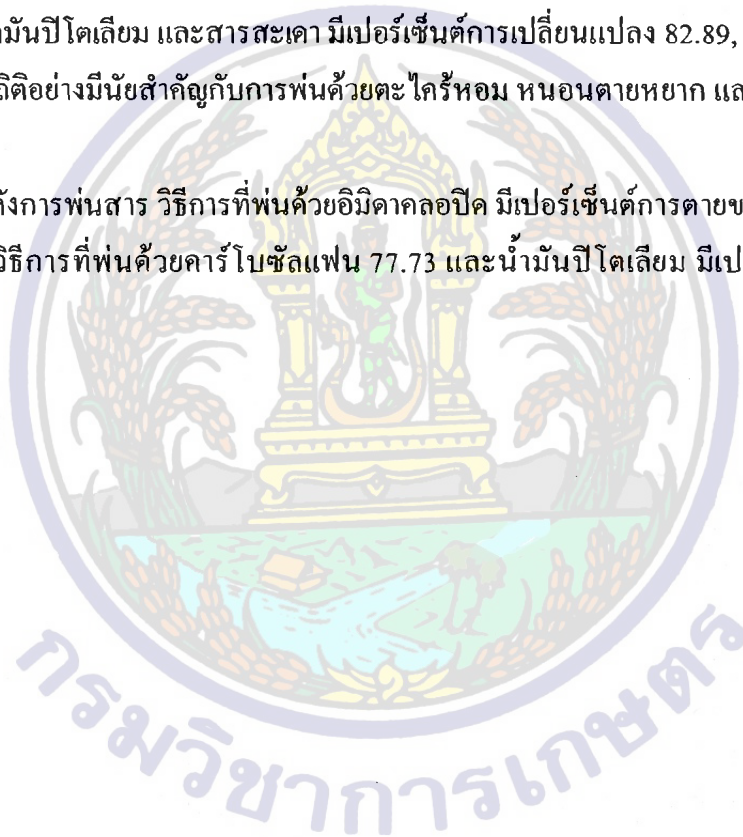 ำมันปิโตเลียม และสารสะเดา มีเปอร์เซ็นต์การเปลี่ยนแปลง 82.89,
ถิติอย่างมีนัยสำคัญกับการพ่นด้วยตะไคร้หอม หนอนตายหยาก แล
ังการพ่นสาร วิธีการที่พ่นด้วยอิมิดาคลอปิด มีเปอร์เซ็นต์การตายข
วิธีการที่พ่นด้วยคาร์โบซัลแฟน 77.73 และน้ำมันปิโตเลียม มีเป
กรมวิชาการเกษตร